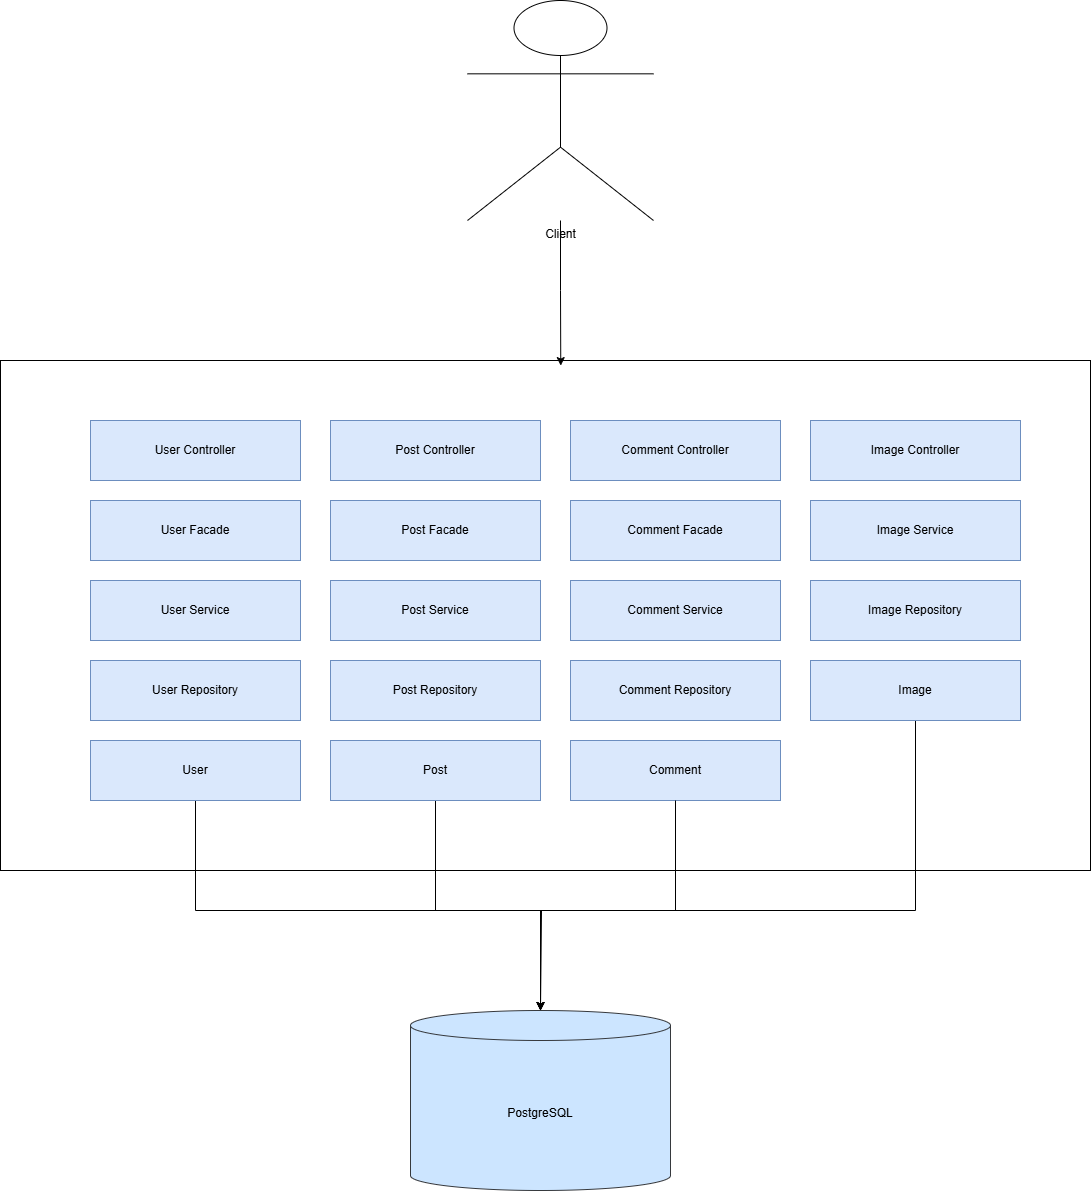 Client
User Controller
Post Controller
Comment Controller
Image Controller
User Facade
Post Facade
Comment Facade
Image Service
User Service
Post Service
Comment Service
Image Repository
User Repository
Post Repository
Comment Repository
Image
User
Post
Comment
PostgreSQL